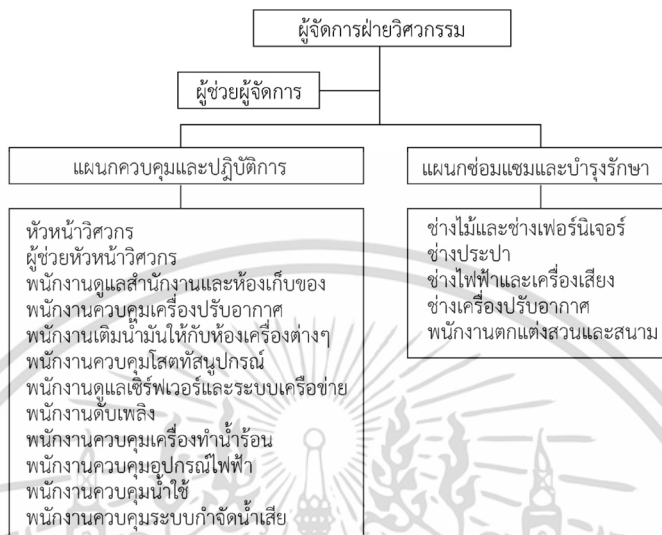 ผู้จัดการฝ่ายวิศวกรรม
ผู้ช่วยผู้จัดการ
แผนกควบคุมและปฎิบัติการ
แผนกซ่อมแซมและบำรุงรักษา
หัวหน้าวิศวกร
ผู้ช่วยหัวหน้าวิศวกร
พนักงานดูแลสำนักงานและห้องเก็บของ
พนักงานควบคุมเครื่องปรับอากาศ
พนักงานเติมน้ำมันให้กับห้องเครื่องต่างๆ
พนักงานควบคุมโสตทัสนูปกรณ์
พนักงานดูแลเซิร์ฟเวอร์และระบบเครือข่าย
พนักงานดับเพลิง
พนักงานควบคุมเครื่องทำน้ำร้อน
พนักงานควบคุมอุปกรณ์ไฟฟ้า
พนักงานควบคุมน้ำใช้
พนักงานควบคุมระบบกำจัดน้ำเสีย
ช่างไม้และช่างเฟอร์นิเจอร์
ช่างประปา
ช่างไฟฟ้าและเครื่องเสียง
ช่างเครื่องปรับอากาศ
พนักงานตกแต่งสวนและสนาม